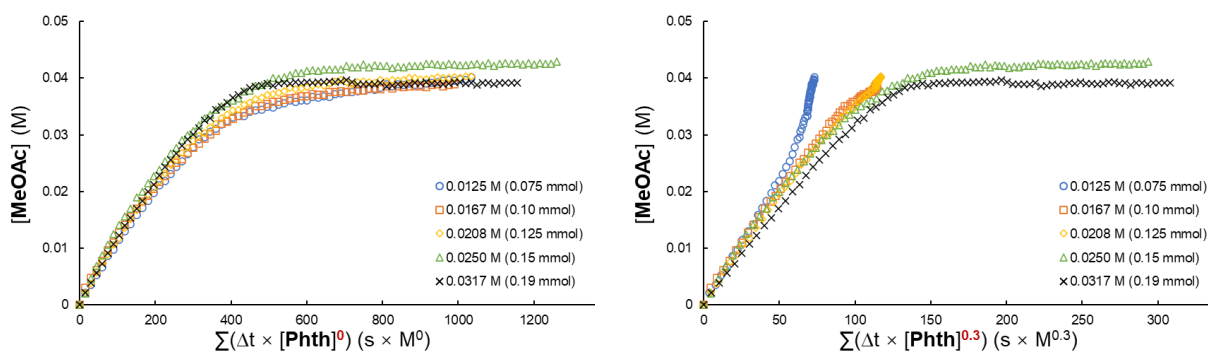 0.05
0.04
0.03
0.02
0.01
0
[MeOAc] (M)
0.0125 M (0.075 mmol)
0.0167 M (0.10 mmol)
0.0208 M (0.125 mmol)
0.0250 M (0.15 mmol)
0.0317 M (0.19 mmol)
0 200 400 600 800 1000 1200
∑(Δt × [Phth]⁰) (s × M⁰)
0.05
0.04
0.03
0.02
0.01
0
[MeOAc] (M)
0.0125 M (0.075 mmol)
0.0167 M (0.10 mmol)
0.0208 M (0.125 mmol)
0.0250 M (0.15 mmol)
0.0317 M (0.19 mmol)
0 50 100 150 200 250 300
∑(Δt × [Phth]^0.3) (s × M^0.3)